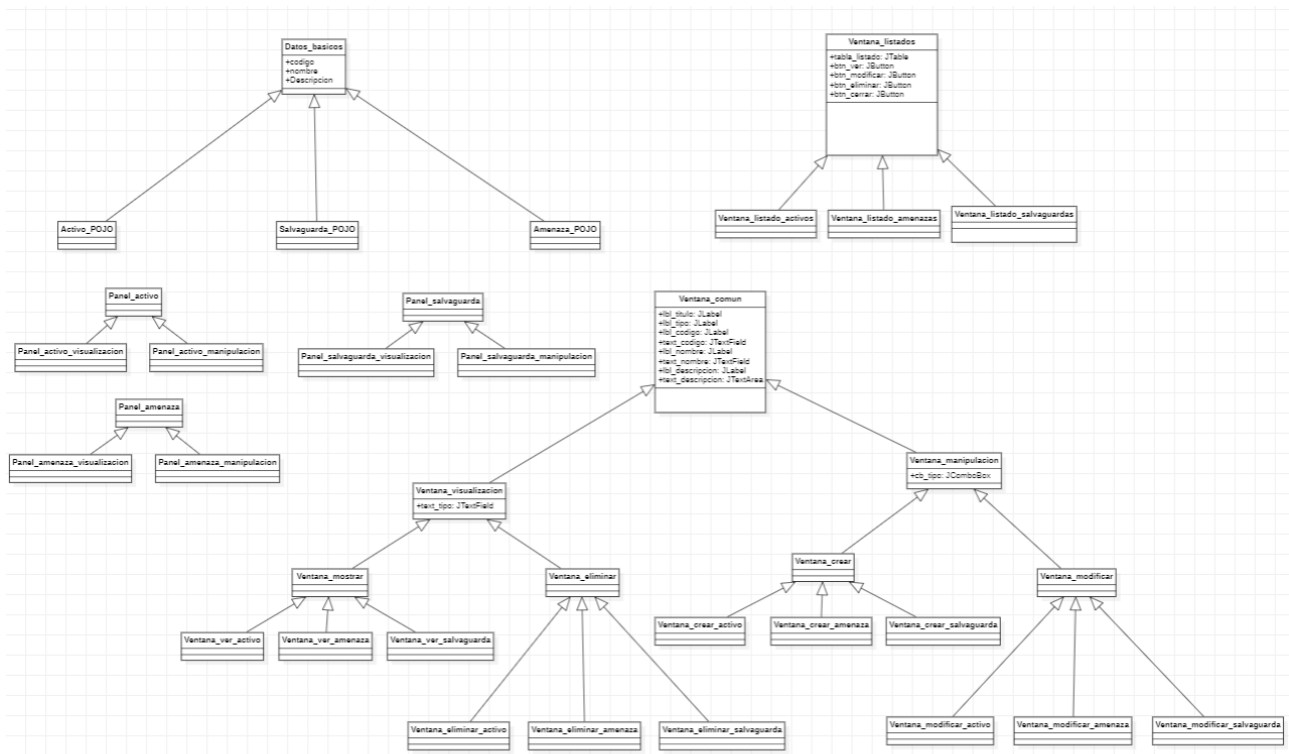 Datos_basicos
+codigo
+nombre
+Descripcion
Ventana_listados
+tabla_listado: JTable
+btn_ver: JButton
+btn_modificar: JButton
+btn_eliminar: JButton
+btn_cerrar: JButton
Activo_POJO
Salvaguarda_POJO
Amenaza_POJO
Ventana_listado_activos
Ventana_listado_amenazas
Ventana_listado_salvaguardas
Panel_activo
Panel_activo_visualizacion
Panel_activo_manipulacion
Panel_salvaguarda
Panel_salvaguarda_visualizacion
Panel_salvaguarda_manipulacion
Ventana_comun
+lbl_titulo: JLabel
+lbl_tipo: JLabel
+lbl_codigo: JLabel
+text_codigo: JTextField
+lbl_nombre: JLabel
+text_nombre: JTextField
+lbl_descripcion: JLabel
+text_descripcion: JTextArea
Panel_amenaza
Panel_amenaza_visualizacion
Panel_amenaza_manipulacion
Ventana_visualizacion
+text_tipo: JTextField
Ventana_manipulacion
+cb_tipo: JComboBox
Ventana_mostrar
Ventana_eliminar
Ventana_crear
Ventana_modificar
Ventana_ver_activo
Ventana_ver_amenaza
Ventana_ver_salvaguarda
Ventana_crear_activo
Ventana_crear_amenaza
Ventana_crear_salvaguarda
Ventana_eliminar_activo
Ventana_eliminar_amenaza
Ventana_eliminar_salvaguarda
Ventana_modificar_activo
Ventana_modificar_amenaza
Ventana_modificar_salvaguarda